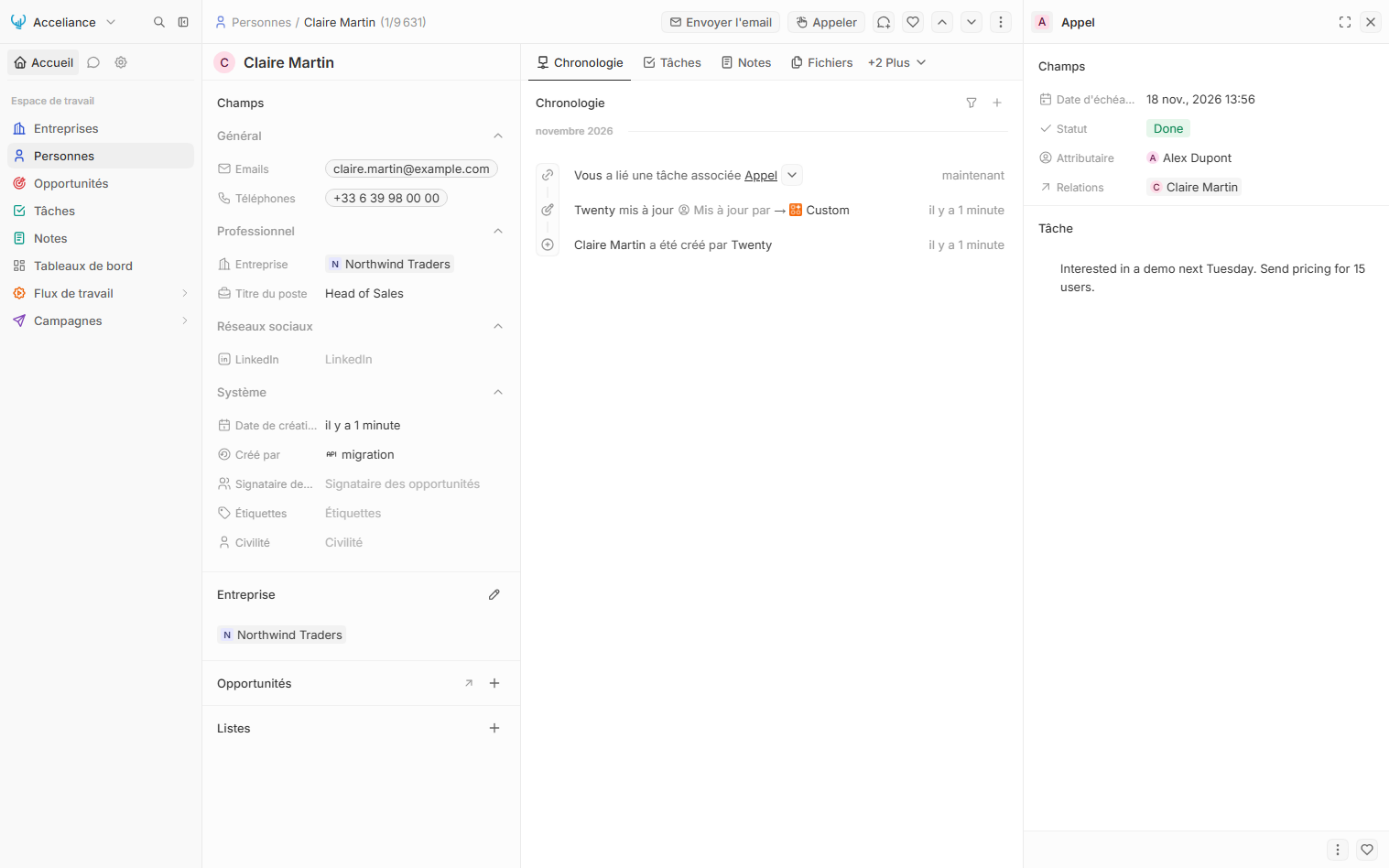 Acceliance
Accueil
Espace de travail
Entreprises
Personnes
Opportunités
Tâches
Notes
Tableaux de bord
Flux de travail
Campagnes
Personnes / Claire Martin (1/9 631)
Envoyer l'email
Appeler
C Claire Martin
Champs
Général
Emails claire.martin@example.com
Téléphones +33 6 39 98 00 00
Professionnel
Entreprise N Northwind Traders
Titre du poste Head of Sales
Réseaux sociaux
LinkedIn LinkedIn
Système
Date de créati... il y a 1 minute
Créé par API migration
Signataire de... Signataire des opportunités
Étiquettes Étiquettes
Civilité Civilité
Entreprise
N Northwind Traders
Opportunités
Listes
Chronologie Tâches Notes Fichiers +2 Plus
Chronologie
novembre 2026
Vous a lié une tâche associée Appel maintenant
Twenty mis à jour Mis à jour par → Custom il y a 1 minute
Claire Martin a été créé par Twenty il y a 1 minute
A Appel
Champs
Date d'échéa... 18 nov., 2026 13:56
Statut Done
Attributaire A Alex Dupont
Relations C Claire Martin
Tâche
Interested in a demo next Tuesday. Send pricing for 15
users.